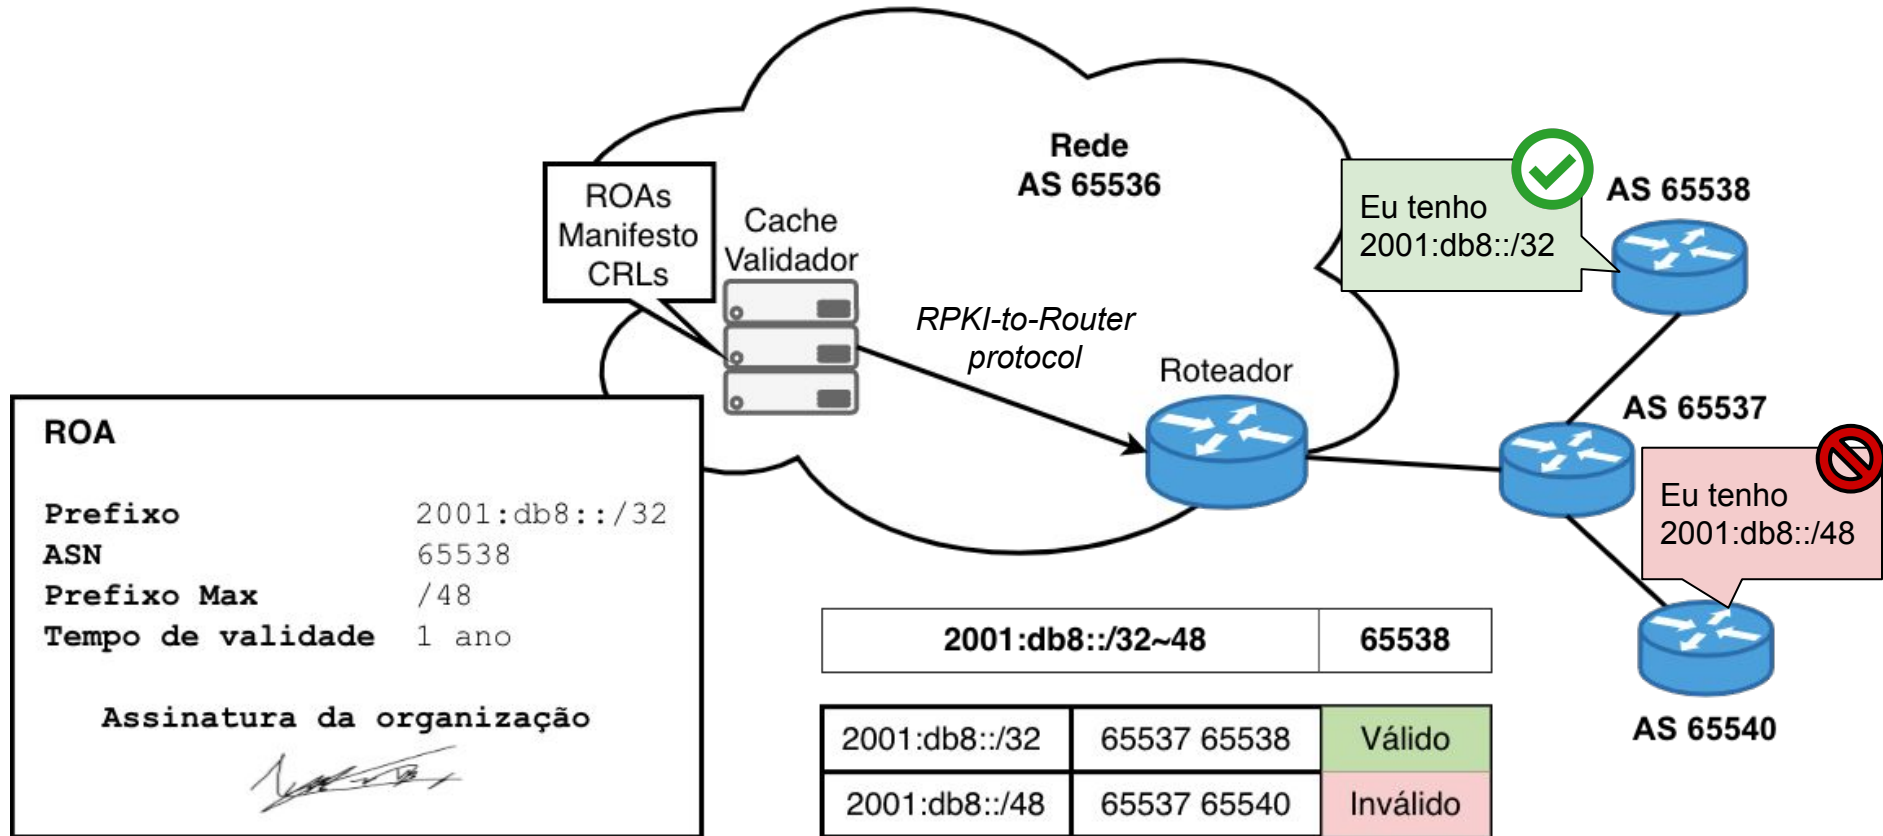 Rede
AS 65536
ROAs
Manifesto
CRLs
Cache
Validador
RPKI-to-Router
protocol
Roteador
Eu tenho
2001:db8::/32
AS 65538
AS 65537
Eu tenho
2001:db8::/48
AS 65540
ROA
Prefixo 2001:db8::/32
ASN 65538
Prefixo Max /48
Tempo de validade 1 ano
Assinatura da organização
2001:db8::/32~48 65538
2001:db8::/32 65537 65538 Válido
2001:db8::/48 65537 65540 Inválido